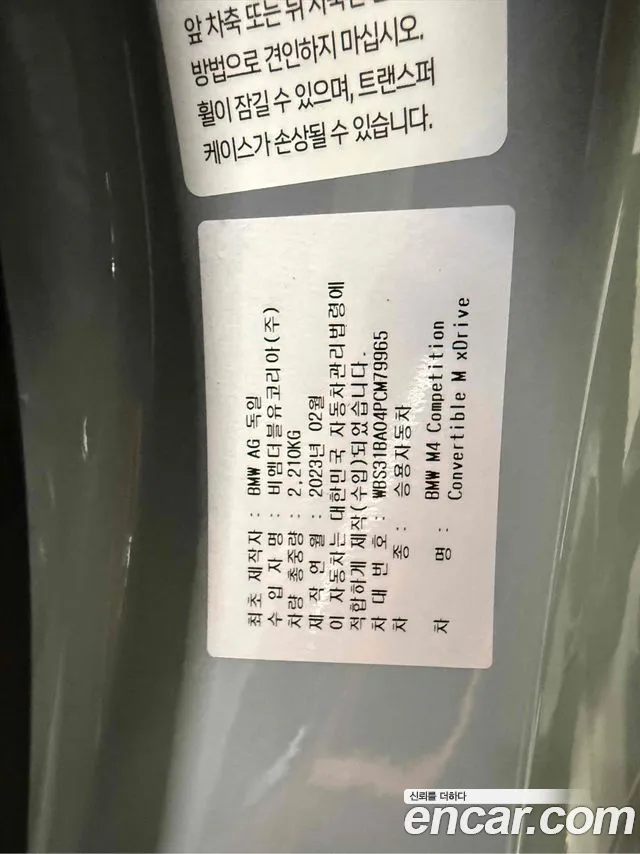 앞 차축 또는 뒤 차축만
방법으로 견인하지 마십시오.
휠이 잠길 수 있으며, 트랜스퍼
케이스가 손상될 수 있습니다.
최초 제작자 : BMW AG 독일
수 입 자 명 : 비엠더블유코리아(주)
차량 총중량 : 2,210KG
제 작 연 월 : 2023년 02월
이 자동차는 대한민국 자동차관리법령에
적합하게 제작(수입)되었습니다.
차 대 번 호 : WBS31BA04PCM79965
차 종 : 승용자동차
차 명 : BMW M4 Competition
Convertible M xDrive
신뢰를 더하다
encar.com